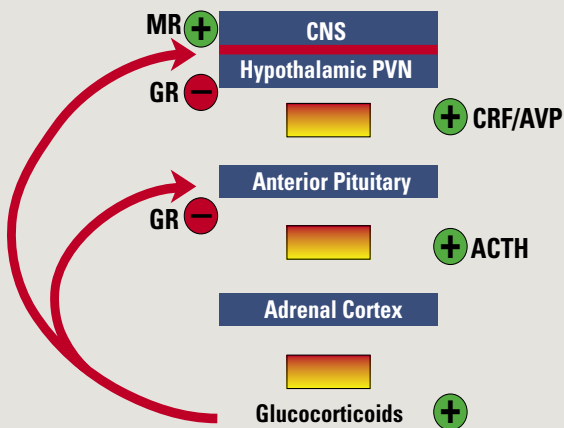 MR + CNS
Hypothalamic PVN
GR −
+ CRF/AVP
Anterior Pituitary
GR −
+ ACTH
Adrenal Cortex
Glucocorticoids +